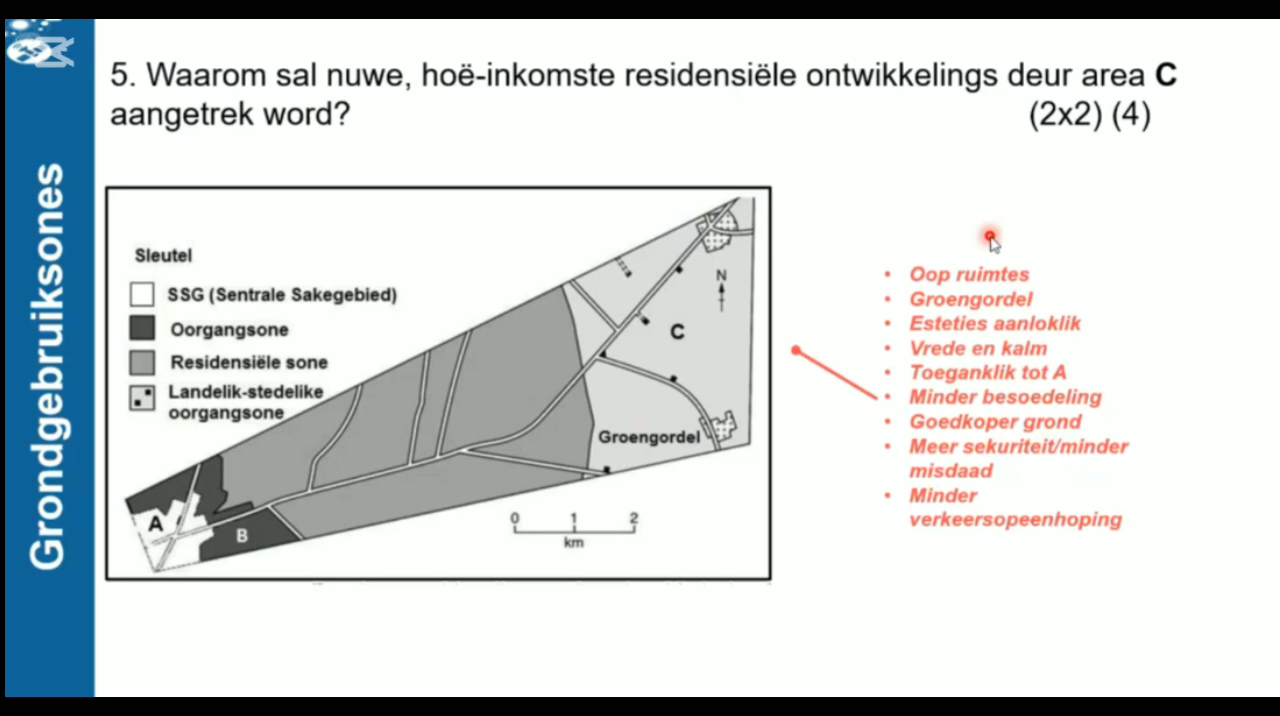 Grondgebruiksones
5. Waarom sal nuwe, hoë-inkomste residensiële ontwikkelings deur area C
aangetrek word? (2x2) (4)
Sleutel
SSG (Sentrale Sakegebied)
Oorgangsone
Residensiële sone
Landelik-stedelike
oorgangsone
N
C
Groengordel
A
B
0 1 2
km
• Oop ruimtes
• Groengordel
• Esteties aanloklik
• Vrede en kalm
• Toeganklik tot A
• Minder besoedeling
• Goedkoper grond
• Meer sekuriteit/minder
misdaad
• Minder
verkeersopeenhoping